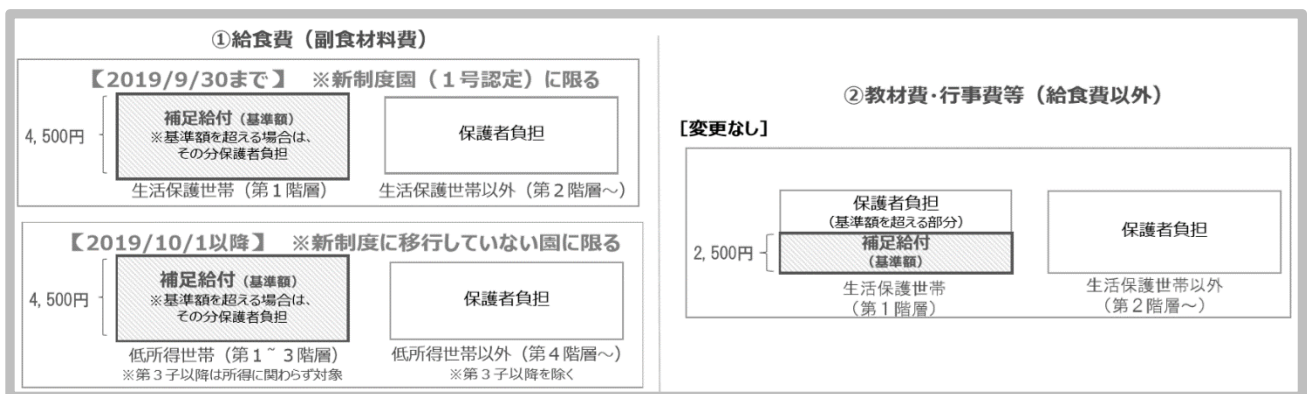 ①給食費（副食材料費）
【2019/9/30まで】 ※新制度園（１号認定）に限る
4,500円
補足給付（基準額）
※基準額を超える場合は、
その分保護者負担
保護者負担
生活保護世帯（第１階層）
生活保護世帯以外（第２階層～）
【2019/10/1以降】 ※新制度に移行していない園に限る
4,500円
補足給付（基準額）
※基準額を超える場合は、
その分保護者負担
保護者負担
低所得世帯（第１~３階層）
※第３子以降は所得に関わらず対象
低所得世帯以外（第４階層～）
※第３子以降を除く
②教材費・行事費等（給食費以外）
［変更なし］
2,500円
保護者負担
（基準額を超える部分）
補足給付
（基準額）
保護者負担
生活保護世帯
（第１階層）
生活保護世帯以外
（第２階層～）